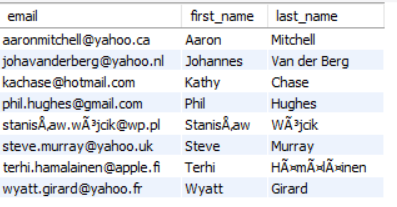 email first_name last_name
aaronmitchell@yahoo.ca Aaron Mitchell
johavanderberg@yahoo.nl Johannes Van der Berg
kachase@hotmail.com Kathy Chase
phil.hughes@gmail.com Phil Hughes
stanisÅ‚aw.wÃ³jcik@wp.pl StanisÅ‚aw WÃ³jcik
steve.murray@yahoo.uk Steve Murray
terhi.hamalainen@apple.fi Terhi HÃ¤mÃ¤lÃ¤inen
wyatt.girard@yahoo.fr Wyatt Girard